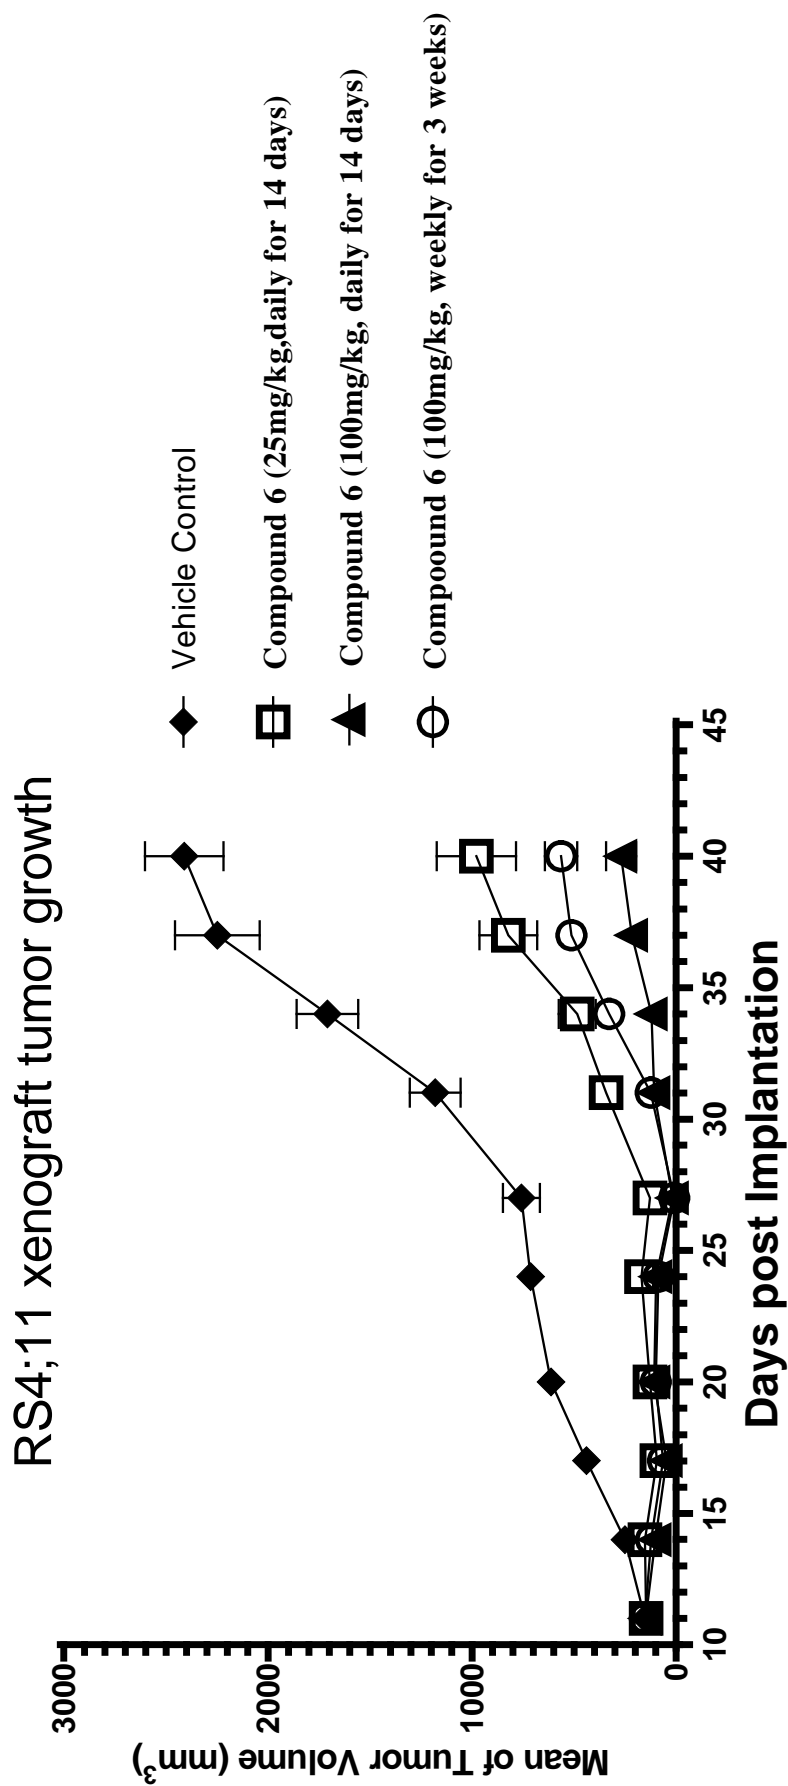 RS4;11 xenograft tumor growth
3000
2000
1000
0
Mean of Tumor Volume (mm³)
10
15
20
25
30
35
40
45
Days post Implantation
Vehicle Control
Compound 6 (25mg/kg,daily for 14 days)
Compound 6 (100mg/kg, daily for 14 days)
Compoound 6 (100mg/kg, weekly for 3 weeks)